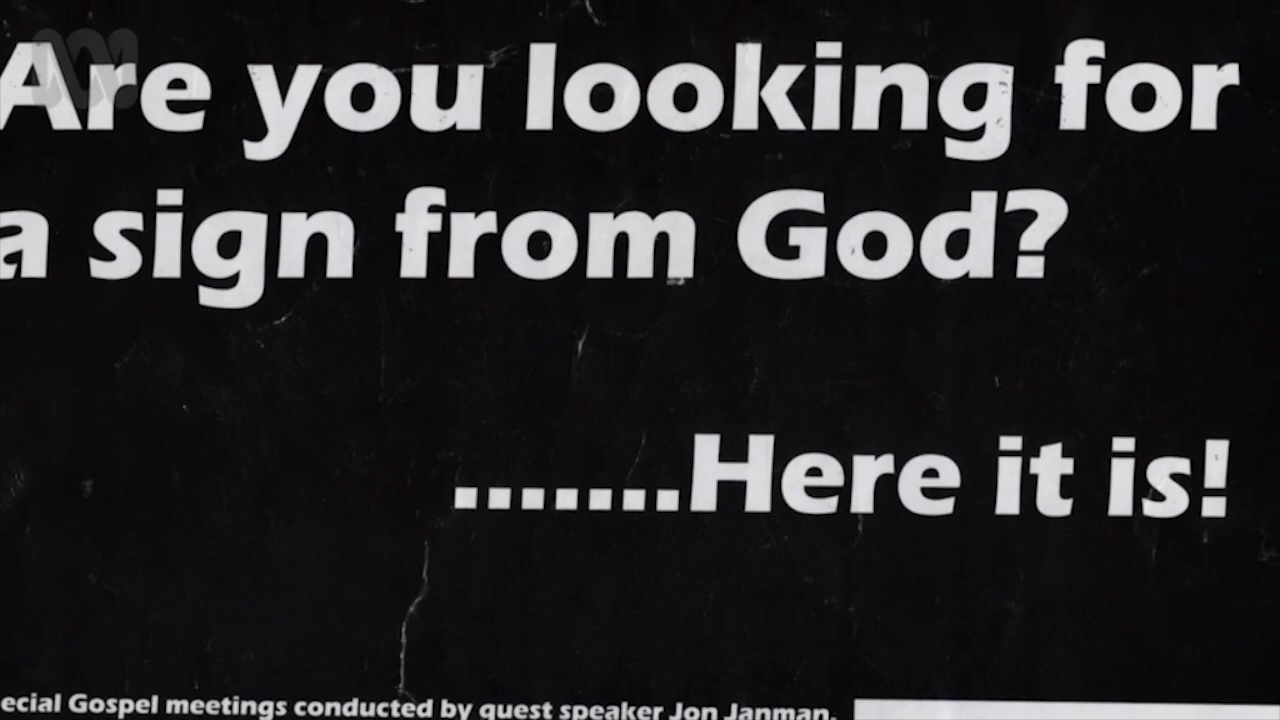 Are you looking for
a sign from God?
.......Here it is!
ecial Gospel meetings conducted by guest speaker Jon Janman.